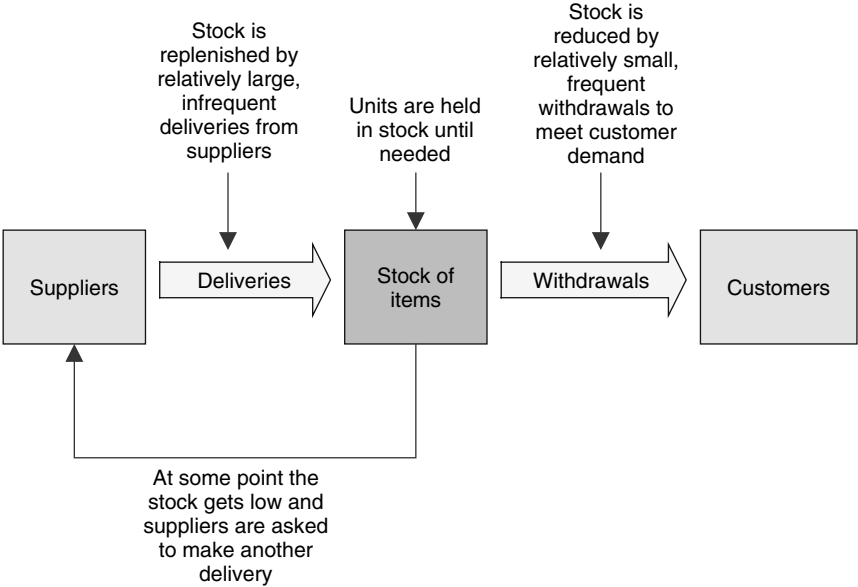 Stock is
replenished by
relatively large,
infrequent
deliveries from
suppliers
Units are held
in stock until
needed
Stock is
reduced by
relatively small,
frequent
withdrawals to
meet customer
demand
Suppliers
Deliveries
Stock of
items
Withdrawals
Customers
At some point the
stock gets low and
suppliers are asked
to make another
delivery